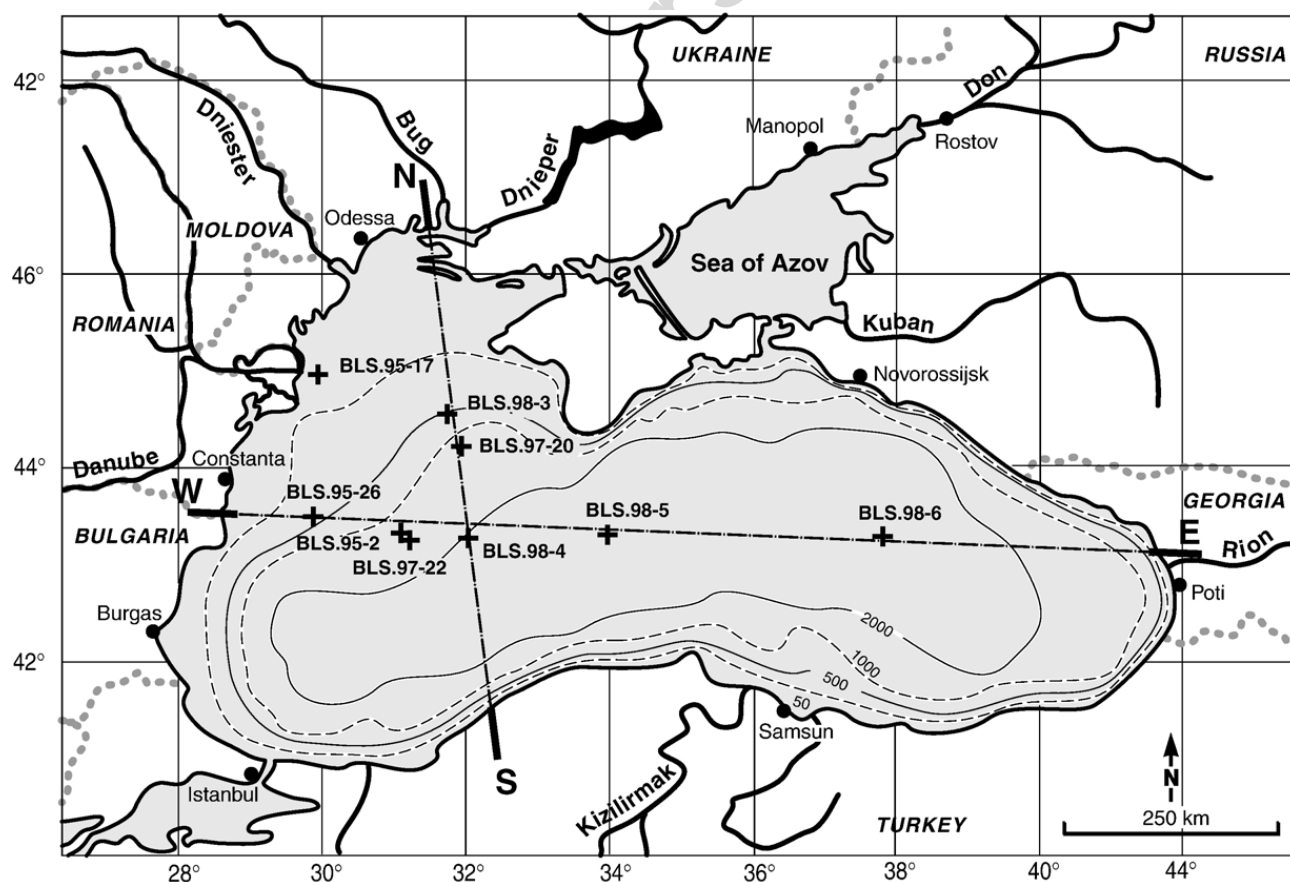 UKRAINE
RUSSIA
42°
Don
Dniester
Bug
Manopol
Rostov
Dnieper
N
Odessa
MOLDOVA
46°
Sea of Azov
ROMANIA
Kuban
BLS.95-17
Novorossijsk
BLS.98-3
BLS.97-20
44°
Danube
Constanta
W
BLS.95-26
BLS.98-5
BLS.98-6
GEORGIA
BULGARIA
BLS.95-2
BLS.98-4
E
Rion
BLS.97-22
Poti
Burgas
2000
42°
1000
500
50
Samsun
N
S
Istanbul
Kizilirmak
TURKEY
250 km
28°
30°
32°
34°
36°
38°
40°
44°